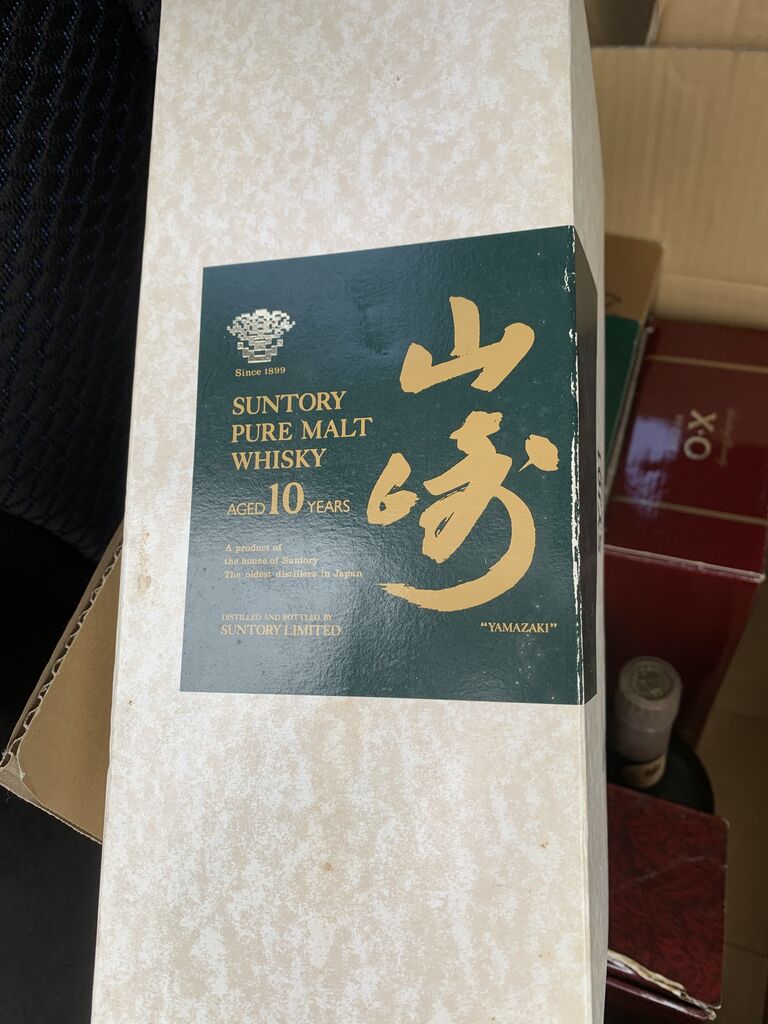 Since 1899
SUNTORY
PURE MALT
WHISKY
AGED 10 YEARS
A product of
the house of Suntory
The oldest distillers in Japan
DISTILLED AND BOTTLED BY
SUNTORY LIMITED
山崎
"YAMAZAKI"
X·O